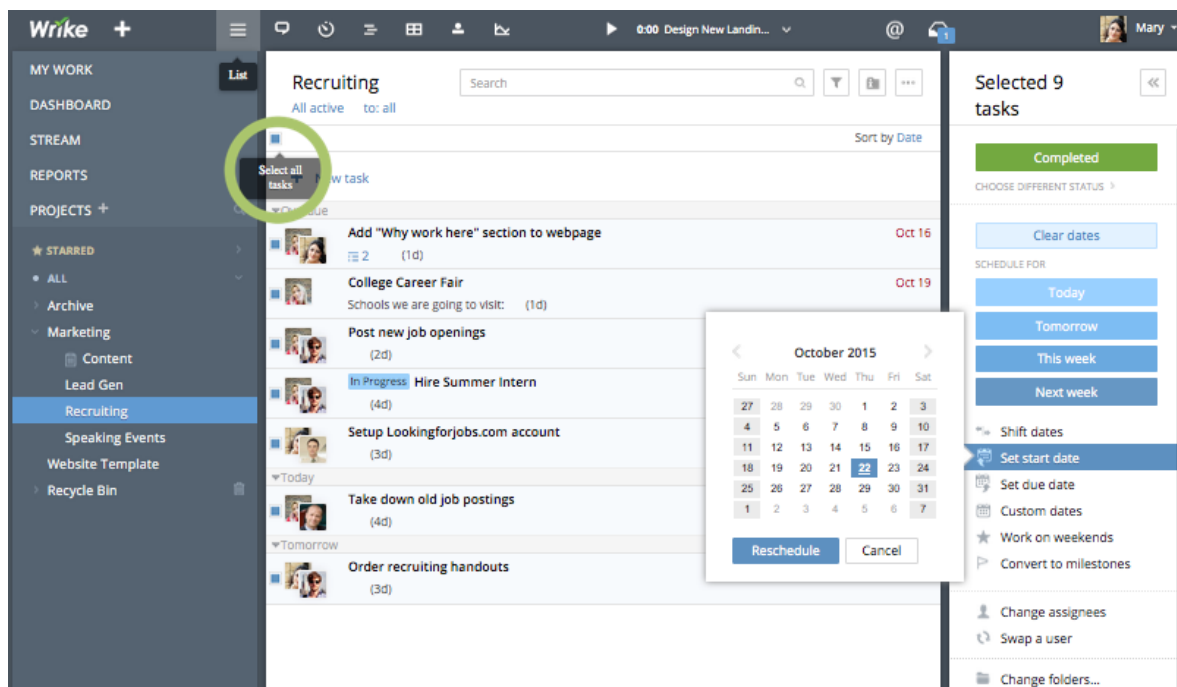 Wrike +
0:00 Design New Landin...
@
1
Mary
MY WORK
List
DASHBOARD
STREAM
REPORTS
PROJECTS +
STARRED
ALL
Archive
Marketing
Content
Lead Gen
Recruiting
Speaking Events
Website Template
Recycle Bin
Recruiting
Search
All active to: all
Sort by Date
Select all
tasks
w task
Add "Why work here" section to webpage
Oct 16
2 (1d)
College Career Fair
Oct 19
Schools we are going to visit: (1d)
Post new job openings
(2d)
In Progress Hire Summer Intern
(4d)
Setup Lookingforjobs.com account
(3d)
Today
Take down old job postings
(4d)
Tomorrow
Order recruiting handouts
(3d)
October 2015
Sun Mon Tue Wed Thu Fri Sat
27 28 29 30 1 2 3
4 5 6 7 8 9 10
11 12 13 14 15 16 17
18 19 20 21 22 23 24
25 26 27 28 29 30 31
1 2 3 4 5 6 7
Reschedule Cancel
Selected 9
tasks
Completed
CHOOSE DIFFERENT STATUS
Clear dates
SCHEDULE FOR
Today
Tomorrow
This week
Next week
Shift dates
Set start date
Set due date
Custom dates
Work on weekends
Convert to milestones
Change assignees
Swap a user
Change folders...